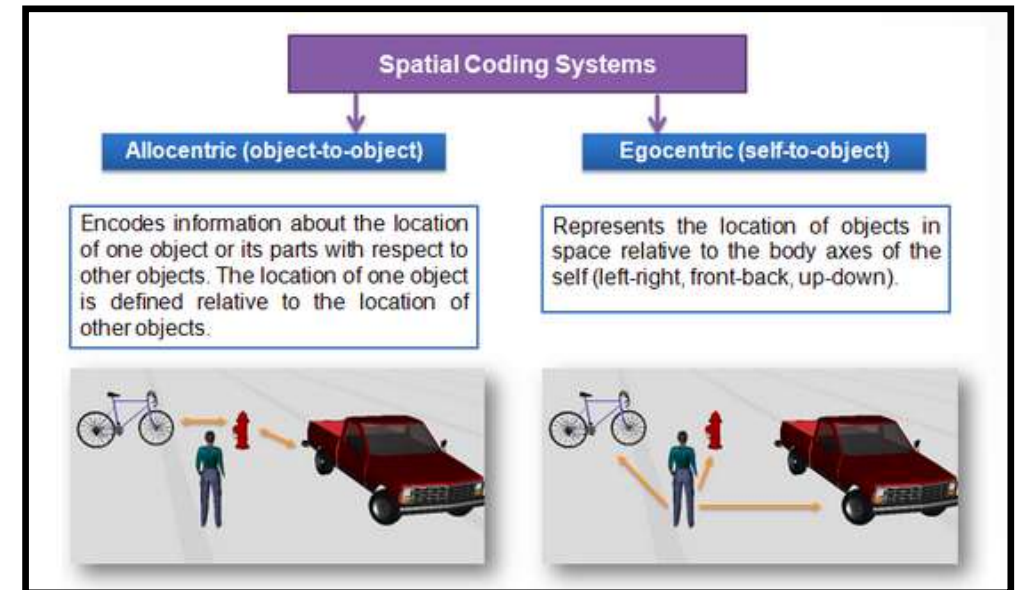 Spatial Coding Systems
Allocentric (object-to-object)
Egocentric (self-to-object)
Encodes information about the location
of one object or its parts with respect to
other objects. The location of one object
is defined relative to the location of
other objects.
Represents the location of objects in
space relative to the body axes of the
self (left-right, front-back, up-down).